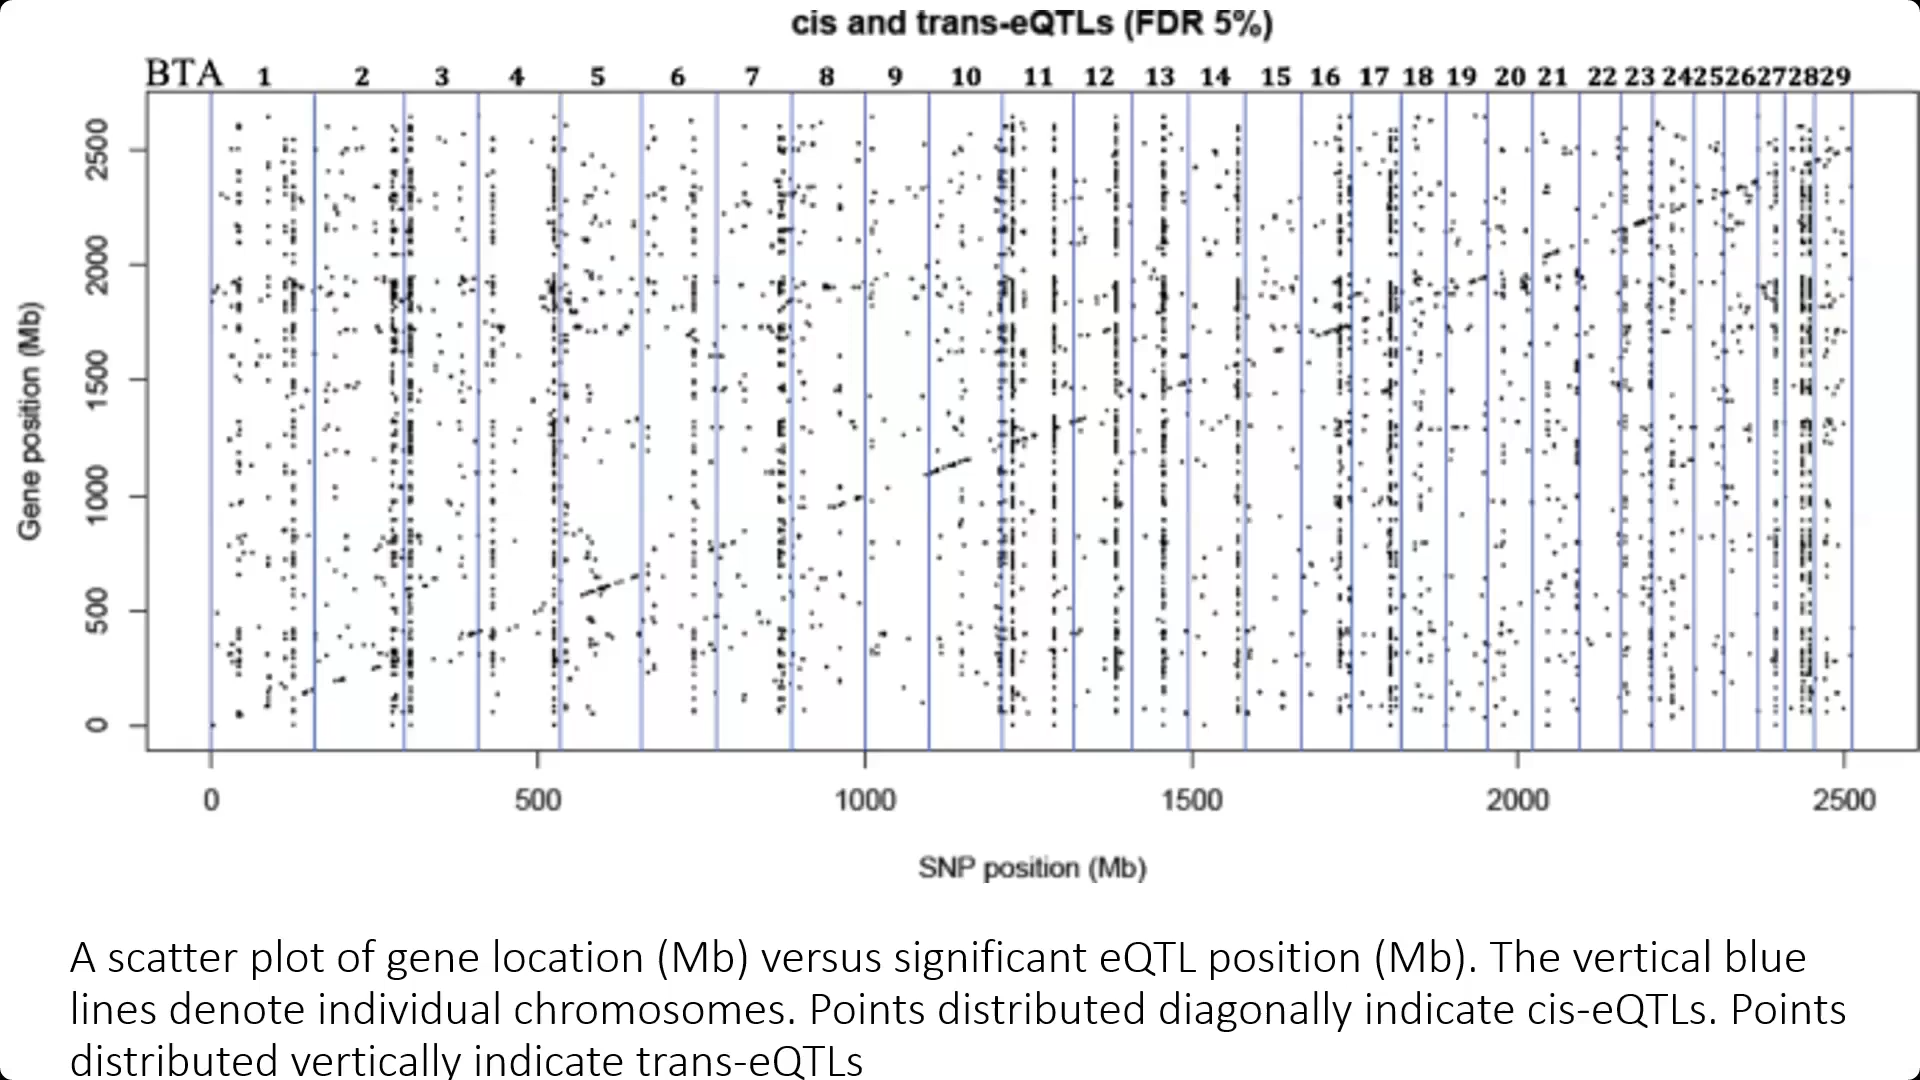 cis and trans-eQTLs (FDR 5%)
BTA 1 2 3 4 5 6 7 8 9 10 11 12 13 14 15 16 17 18 19 20 21 22 23 24 25 26 27 28 29
Gene position (Mb)
2500
2000
1500
1000
500
0
0 500 1000 1500 2000 2500
SNP position (Mb)
A scatter plot of gene location (Mb) versus significant eQTL position (Mb). The vertical blue
lines denote individual chromosomes. Points distributed diagonally indicate cis-eQTLs. Points
distributed vertically indicate trans-eQTLs